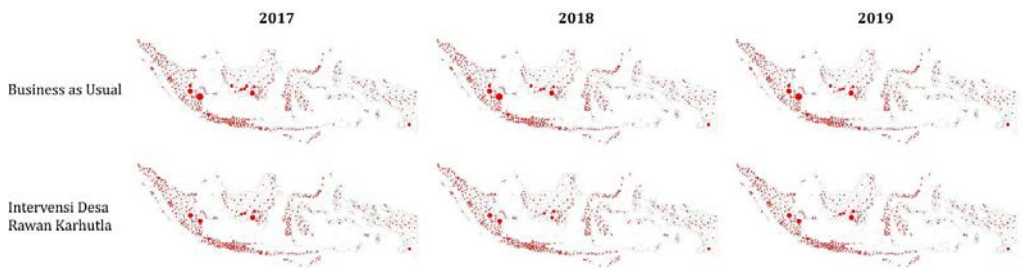 2017
2018
2019
Business as Usual
Intervensi Desa
Rawan Karhutla